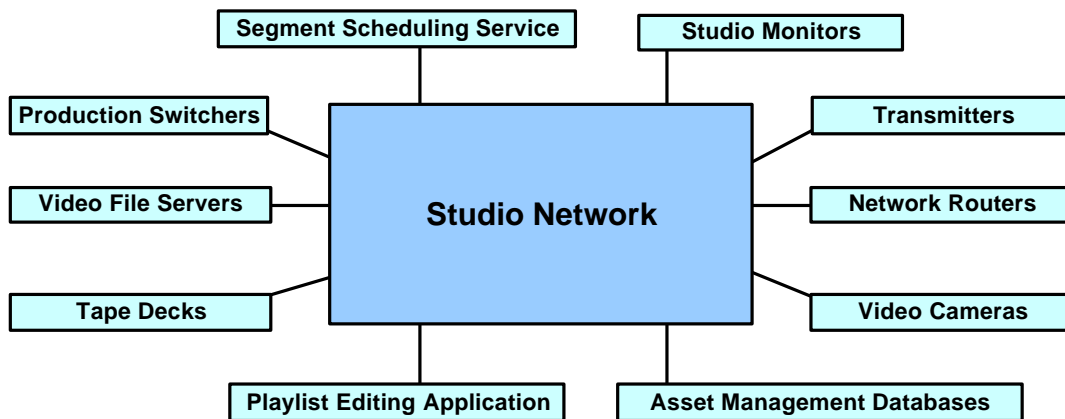 Segment Scheduling Service
Studio Monitors
Production Switchers
Transmitters
Video File Servers
Studio Network
Network Routers
Tape Decks
Video Cameras
Playlist Editing Application
Asset Management Databases